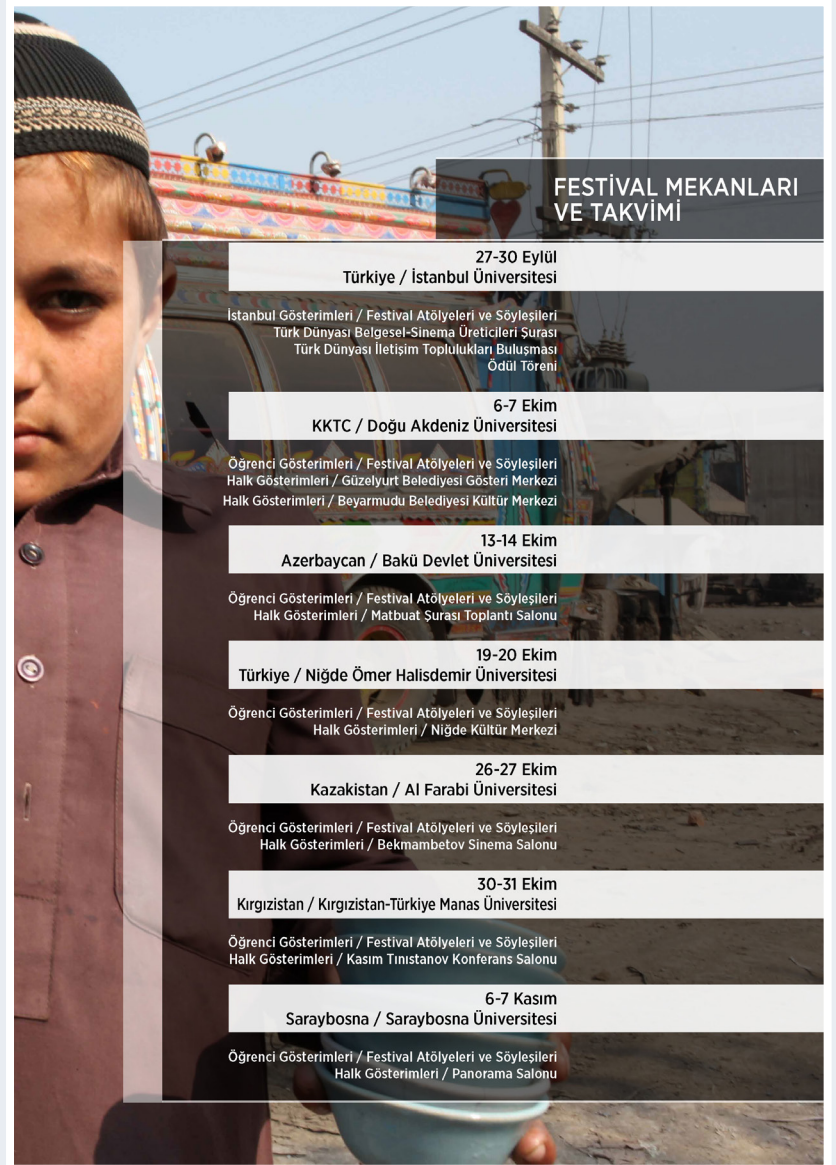 FESTİVAL MEKANLARI
VE TAKVİMİ
27-30 Eylül
Türkiye / İstanbul Üniversitesi
İstanbul Gösterimleri / Festival Atölyeleri ve Söyleşileri
Türk Dünyası Belgesel-Sinema Üreticileri Şurası
Türk Dünyası İletişim Toplulukları Buluşması
Ödül Töreni
6-7 Ekim
KKTC / Doğu Akdeniz Üniversitesi
Öğrenci Gösterimleri / Festival Atölyeleri ve Söyleşileri
Halk Gösterimleri / Güzelyurt Belediyesi Gösteri Merkezi
Halk Gösterimleri / Beyarmudu Belediyesi Kültür Merkezi
13-14 Ekim
Azerbaycan / Bakü Devlet Üniversitesi
Öğrenci Gösterimleri / Festival Atölyeleri ve Söyleşileri
Halk Gösterimleri / Matbuat Şurası Toplantı Salonu
19-20 Ekim
Türkiye / Niğde Ömer Halisdemir Üniversitesi
Öğrenci Gösterimleri / Festival Atölyeleri ve Söyleşileri
Halk Gösterimleri / Niğde Kültür Merkezi
26-27 Ekim
Kazakistan / Al Farabi Üniversitesi
Öğrenci Gösterimleri / Festival Atölyeleri ve Söyleşileri
Halk Gösterimleri / Bekmambetov Sinema Salonu
30-31 Ekim
Kırgızistan / Kırgızistan-Türkiye Manas Üniversitesi
Öğrenci Gösterimleri / Festival Atölyeleri ve Söyleşileri
Halk Gösterimleri / Kasım Tınıstanov Konferans Salonu
6-7 Kasım
Saraybosna / Saraybosna Üniversitesi
Öğrenci Gösterimleri / Festival Atölyeleri ve Söyleşileri
Halk Gösterimleri / Panorama Salonu